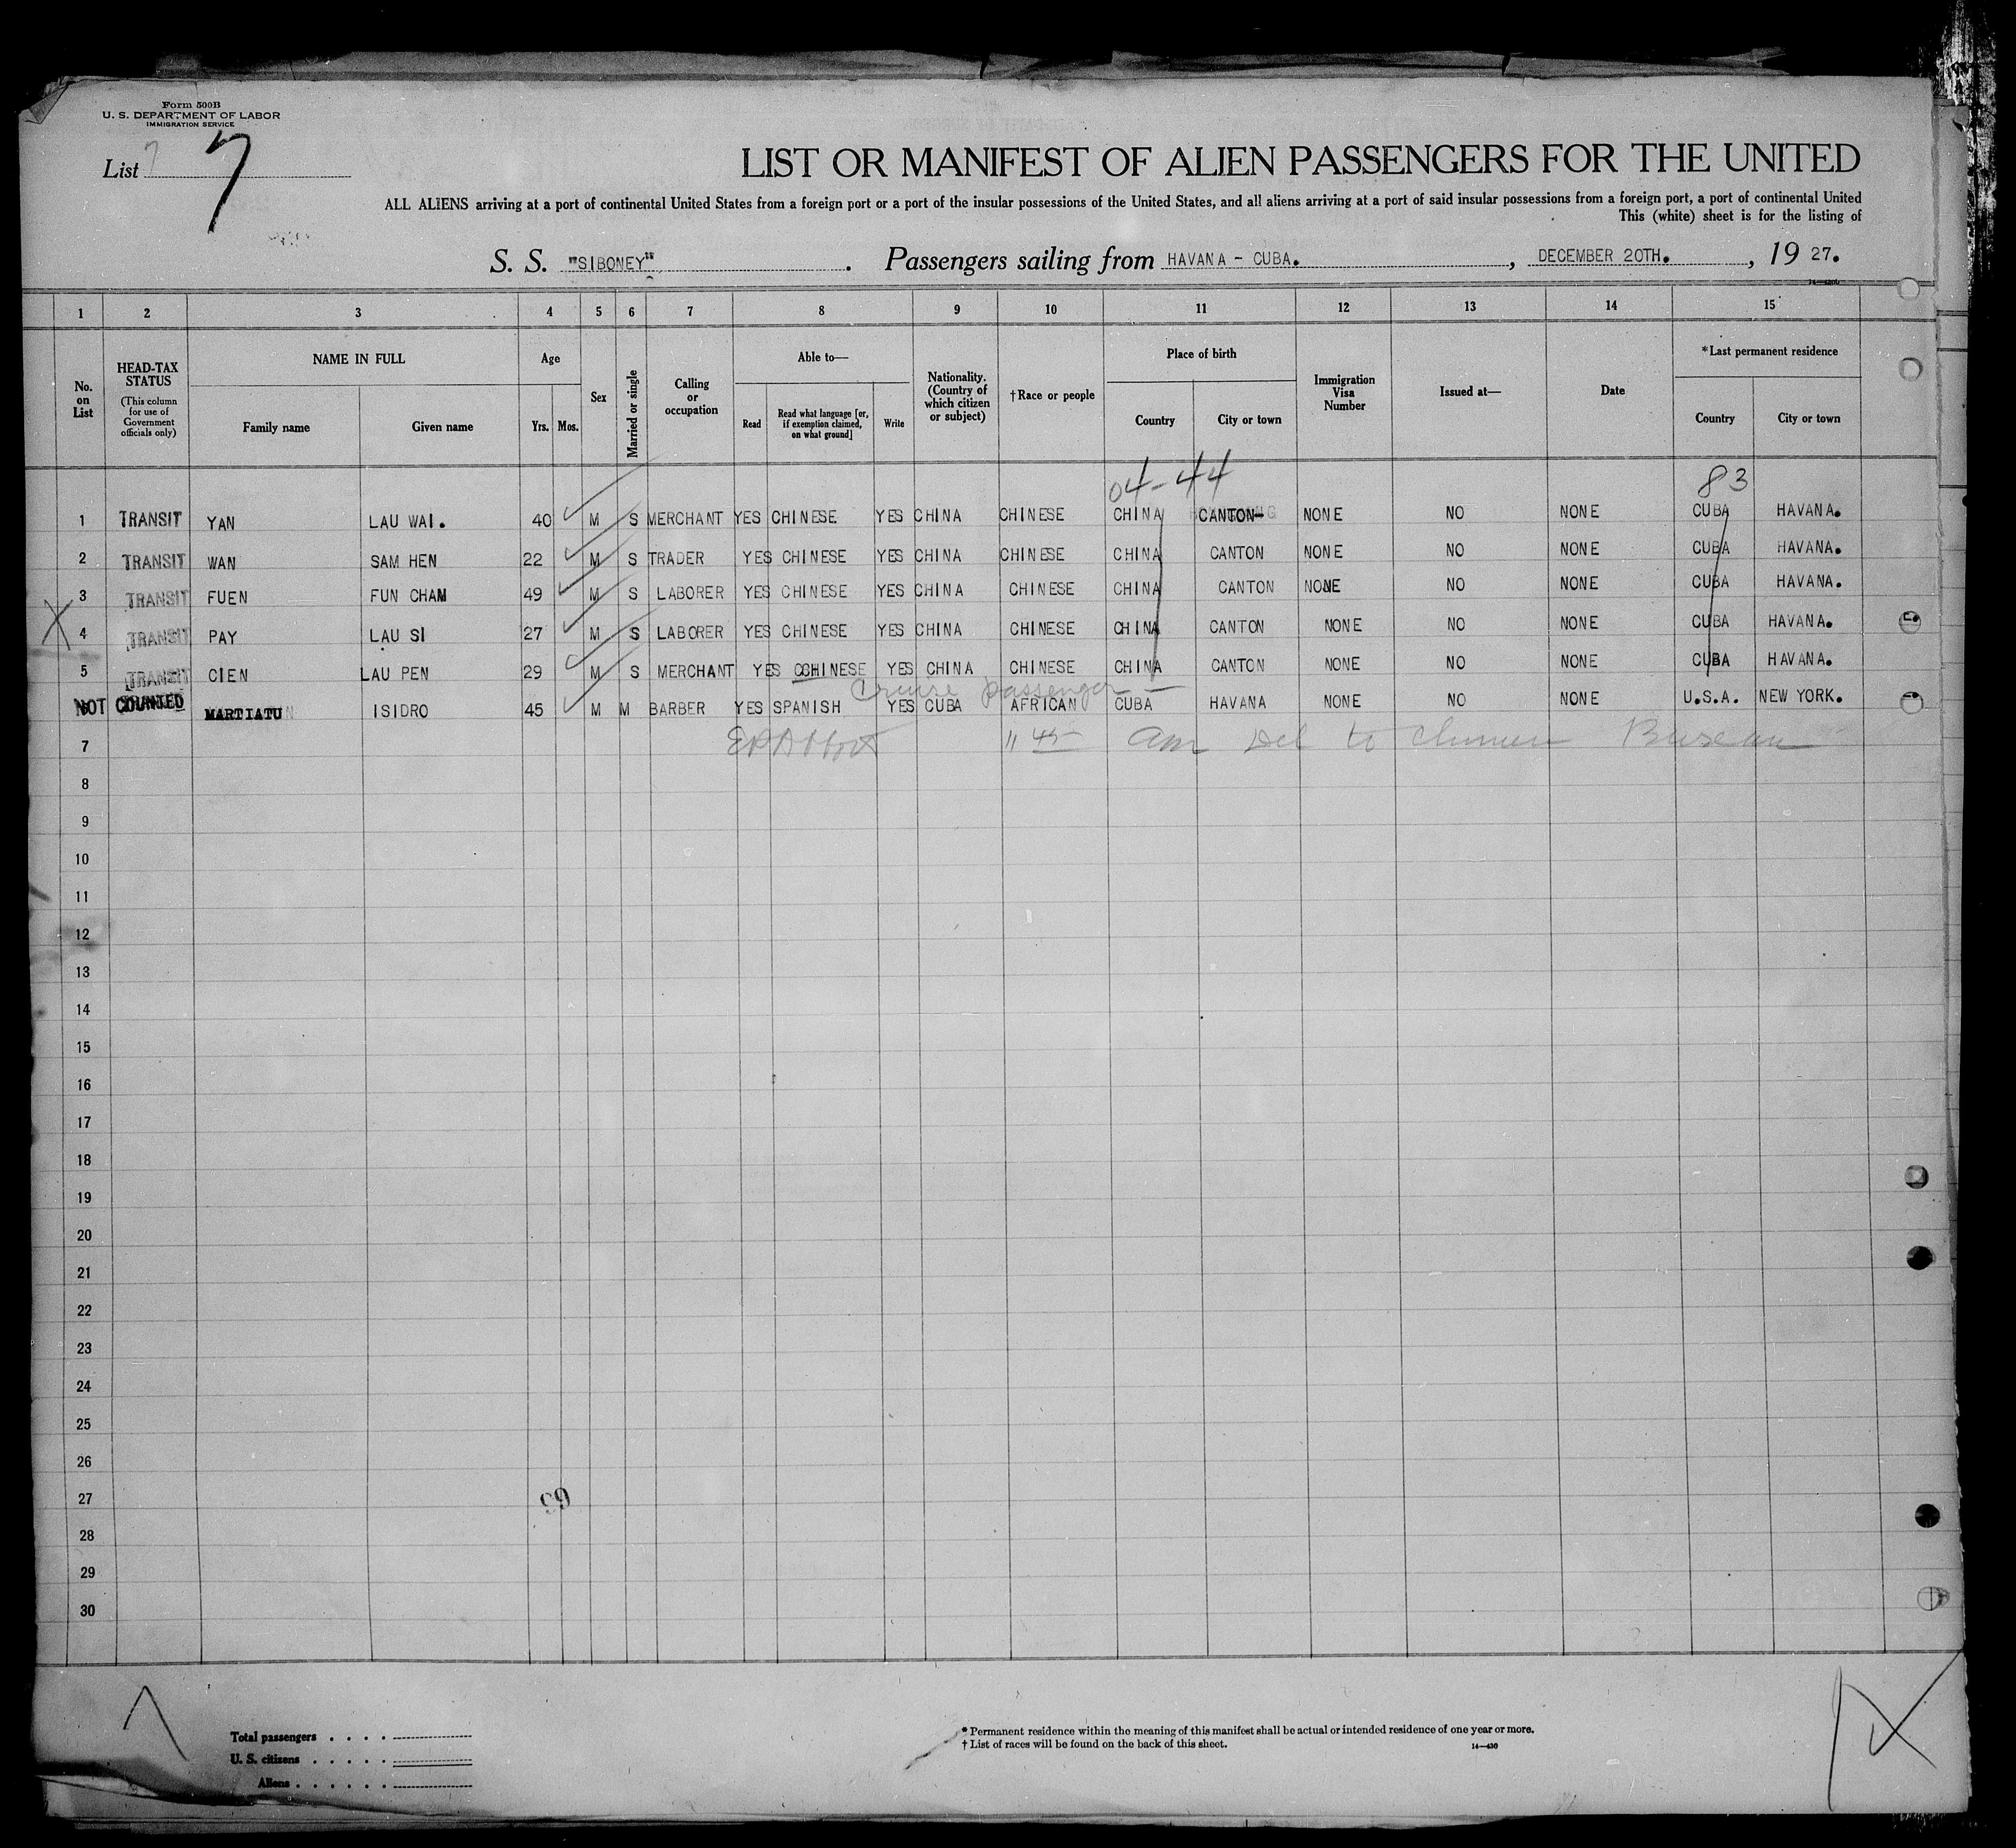 Form 500B
U. S. DEPARTMENT OF LABOR
IMMIGRATION SERVICE
List 7 7
LIST OR MANIFEST OF ALIEN PASSENGERS FOR THE UNITED
ALL ALIENS arriving at a port of continental United States from a foreign port or a port of the insular possessions of the United States, and all aliens arriving at a port of said insular possessions from a foreign port, a port of continental United
This (white) sheet is for the listing of
S. S. "SIBONEY". Passengers sailing from HAVANA - CUBA. , DECEMBER 20TH. , 19 27.
1 2 3 4 5 6 7 8 9 10 11 12 13 14 15
No. on List
HEAD-TAX STATUS
(This column for use of Government officials only)
NAME IN FULL
Family name Given name
Age
Yrs. Mos.
Sex
Married or single
Calling or occupation
Able to—
Read Read what language [or, if exemption claimed, on what ground] Write
Nationality. (Country of which citizen or subject)
†Race or people
Place of birth
Country City or town
Immigration Visa Number
Issued at—
Date
*Last permanent residence
Country City or town
04-44 83
1 TRANSIT YAN LAU WAI. 40 M S MERCHANT YES CHINESE YES CHINA CHINESE CHINA CANTON NONE NO NONE CUBA HAVANA.
2 TRANSIT WAN SAM HEN 22 M S TRADER YES CHINESE YES CHINA CHINESE CHINA CANTON NONE NO NONE CUBA HAVANA.
3 TRANSIT FUEN FUN CHAM 49 M S LABORER YES CHINESE YES CHINA CHINESE CHINA CANTON NONE NO NONE CUBA HAVANA.
X 4 TRANSIT PAY LAU SI 27 M S LABORER YES CHINESE YES CHINA CHINESE CHINA CANTON NONE NO NONE CUBA HAVANA.
5 TRANSIT CIEN LAU PEN 29 M S MERCHANT YES CHINESE YES CHINA CHINESE CHINA CANTON NONE NO NONE CUBA HAVANA.
Cruise passenger
NOT COUNTED MARTIATU ISIDRO 45 M M BARBER YES SPANISH YES CUBA AFRICAN CUBA HAVANA NONE NO NONE U.S.A. NEW YORK.
7 11 45 am Del to Chinese Bureau
8
9
10
11
12
13
14
15
16
17
18
19
20
21
22
23
24
25
26
27
28
29
30
Total passengers
U. S. citizens
Aliens
*Permanent residence within the meaning of this manifest shall be actual or intended residence of one year or more.
†List of races will be found on the back of this sheet.
14—430